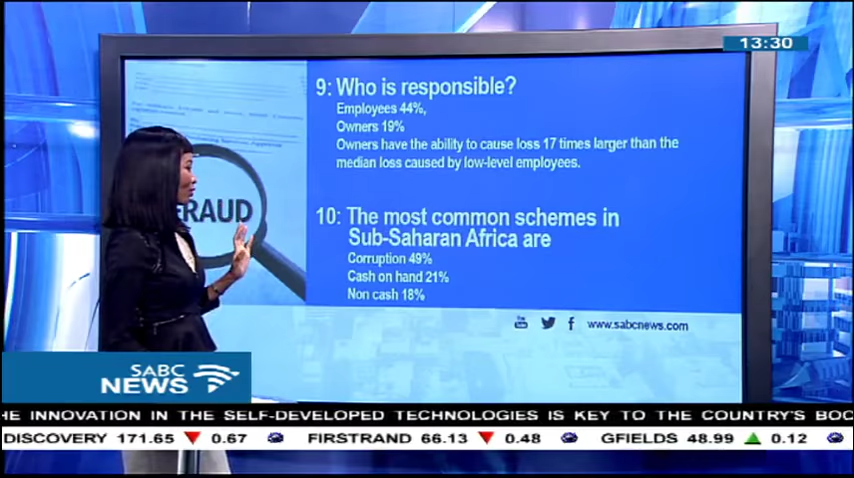 13:30
9: Who is responsible?
Employees 44%,
Owners 19%
Owners have the ability to cause loss 17 times larger than the
median loss caused by low-level employees.
FRAUD
10: The most common schemes in
Sub-Saharan Africa are
Corruption 49%
Cash on hand 21%
Non cash 18%
You Tube f www.sabcnews.com
SABC
NEWS
HE INNOVATION IN THE SELF-DEVELOPED TECHNOLOGIES IS KEY TO THE COUNTRY'S BOO
DISCOVERY 171.65 ▼ 0.67 FIRSTRAND 66.13 ▼ 0.48 GFIELDS 48.99 ▲ 0.12